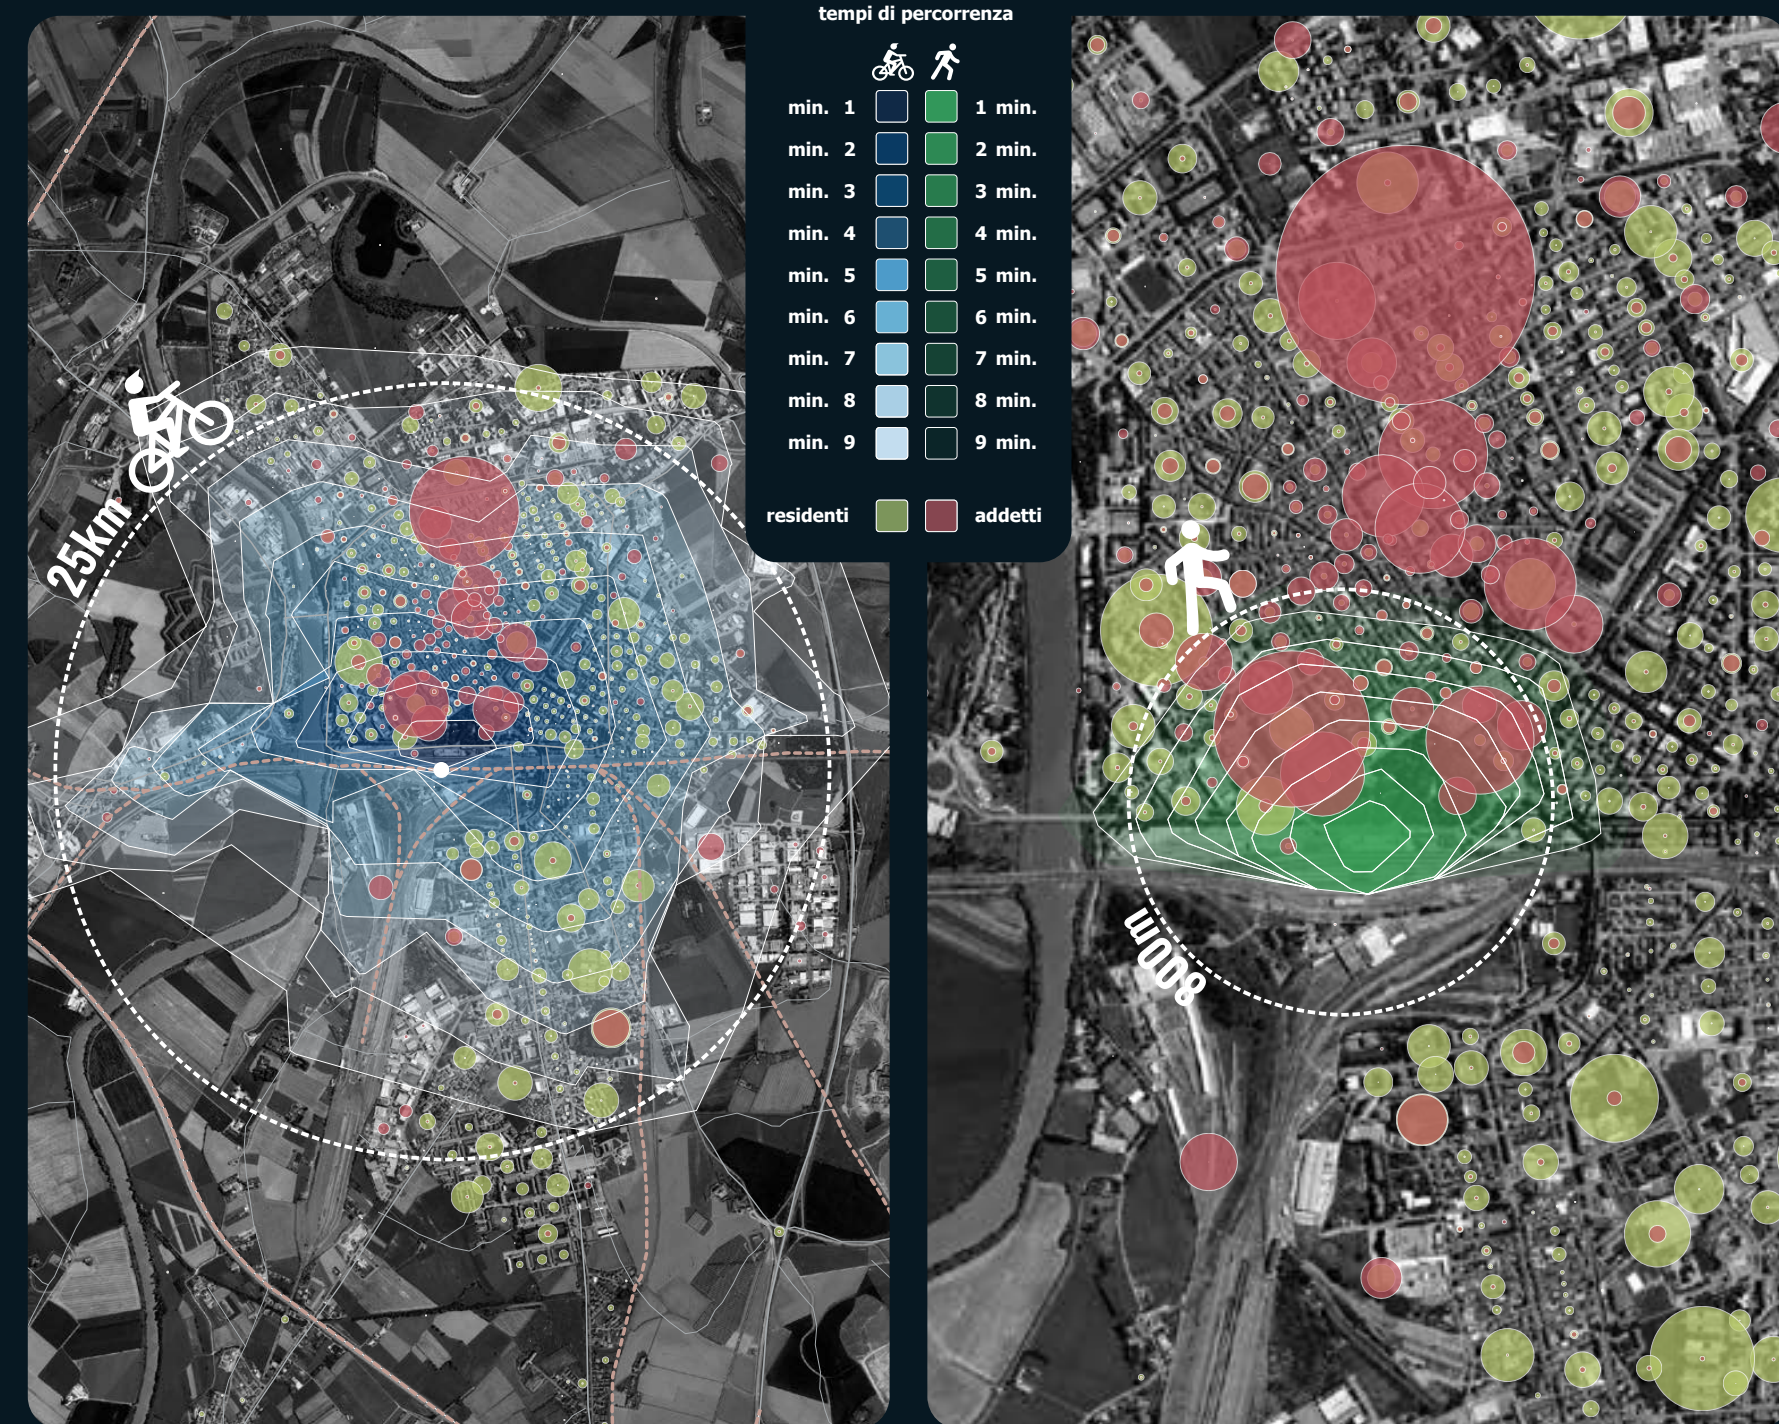 tempi di percorrenza
min. 1 1 min.
min. 2 2 min.
min. 3 3 min.
min. 4 4 min.
min. 5 5 min.
min. 6 6 min.
min. 7 7 min.
min. 8 8 min.
min. 9 9 min.
residenti addetti
25km
800m